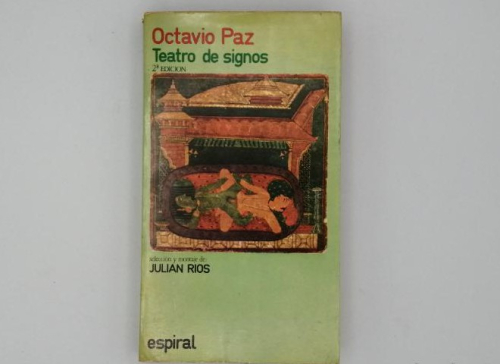 Octavio Paz
Teatro de signos
2ª EDICION
selección y montaje de:
JULIAN RIOS
espiral